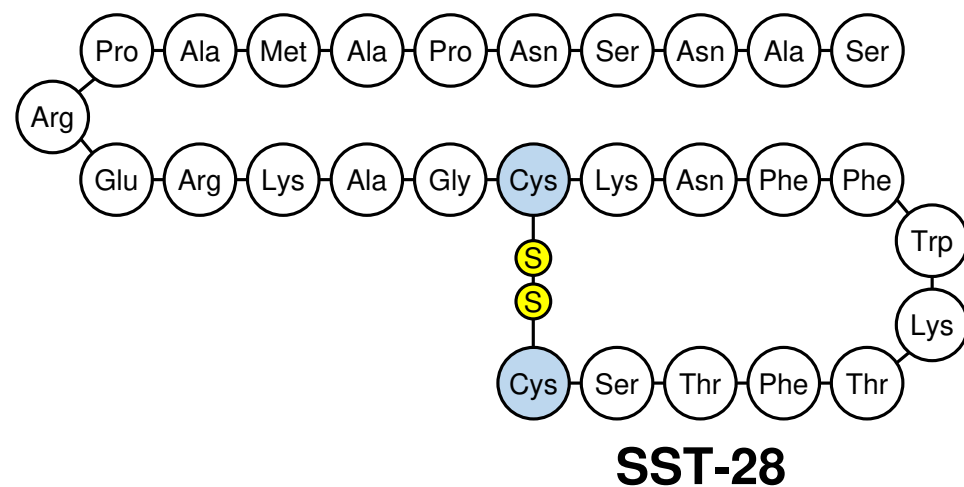 Pro Ala Met Ala Pro Asn Ser Asn Ala Ser
Arg
Glu Arg Lys Ala Gly Cys Lys Asn Phe Phe
Trp
S
S
Lys
Cys Ser Thr Phe Thr
SST-28